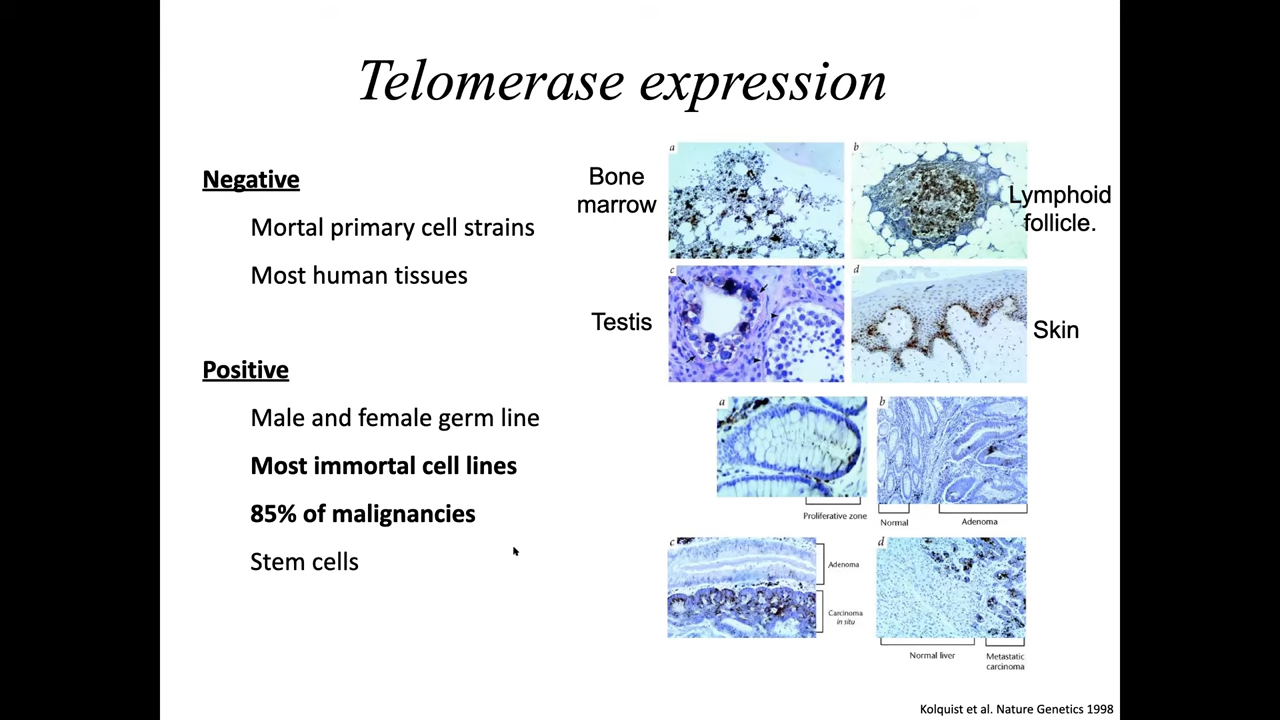 Telomerase expression
Negative
Mortal primary cell strains
Most human tissues
Positive
Male and female germ line
Most immortal cell lines
85% of malignancies
Stem cells
a
b
Bone
marrow
Lymphoid
follicle.
c
d
Testis
Skin
a
b
Proliferative zone
Normal
Adenoma
c
d
Adenoma
Carcinoma
in situ
Normal liver
Metastatic
carcinoma
Kolquist et al. Nature Genetics 1998